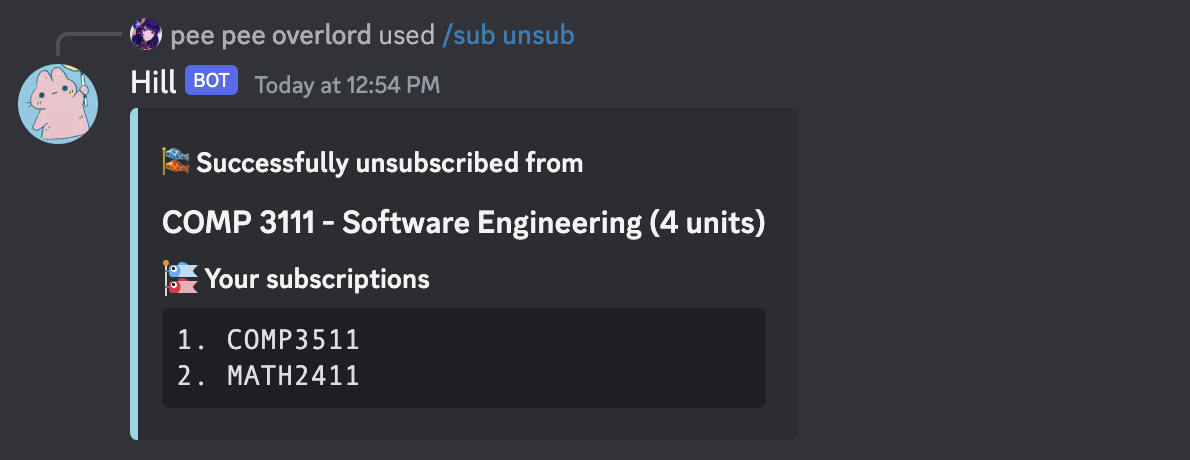 pee pee overlord used /sub unsub
Hill BOT Today at 12:54 PM
Successfully unsubscribed from
COMP 3111 - Software Engineering (4 units)
Your subscriptions
1. COMP3511
2. MATH2411